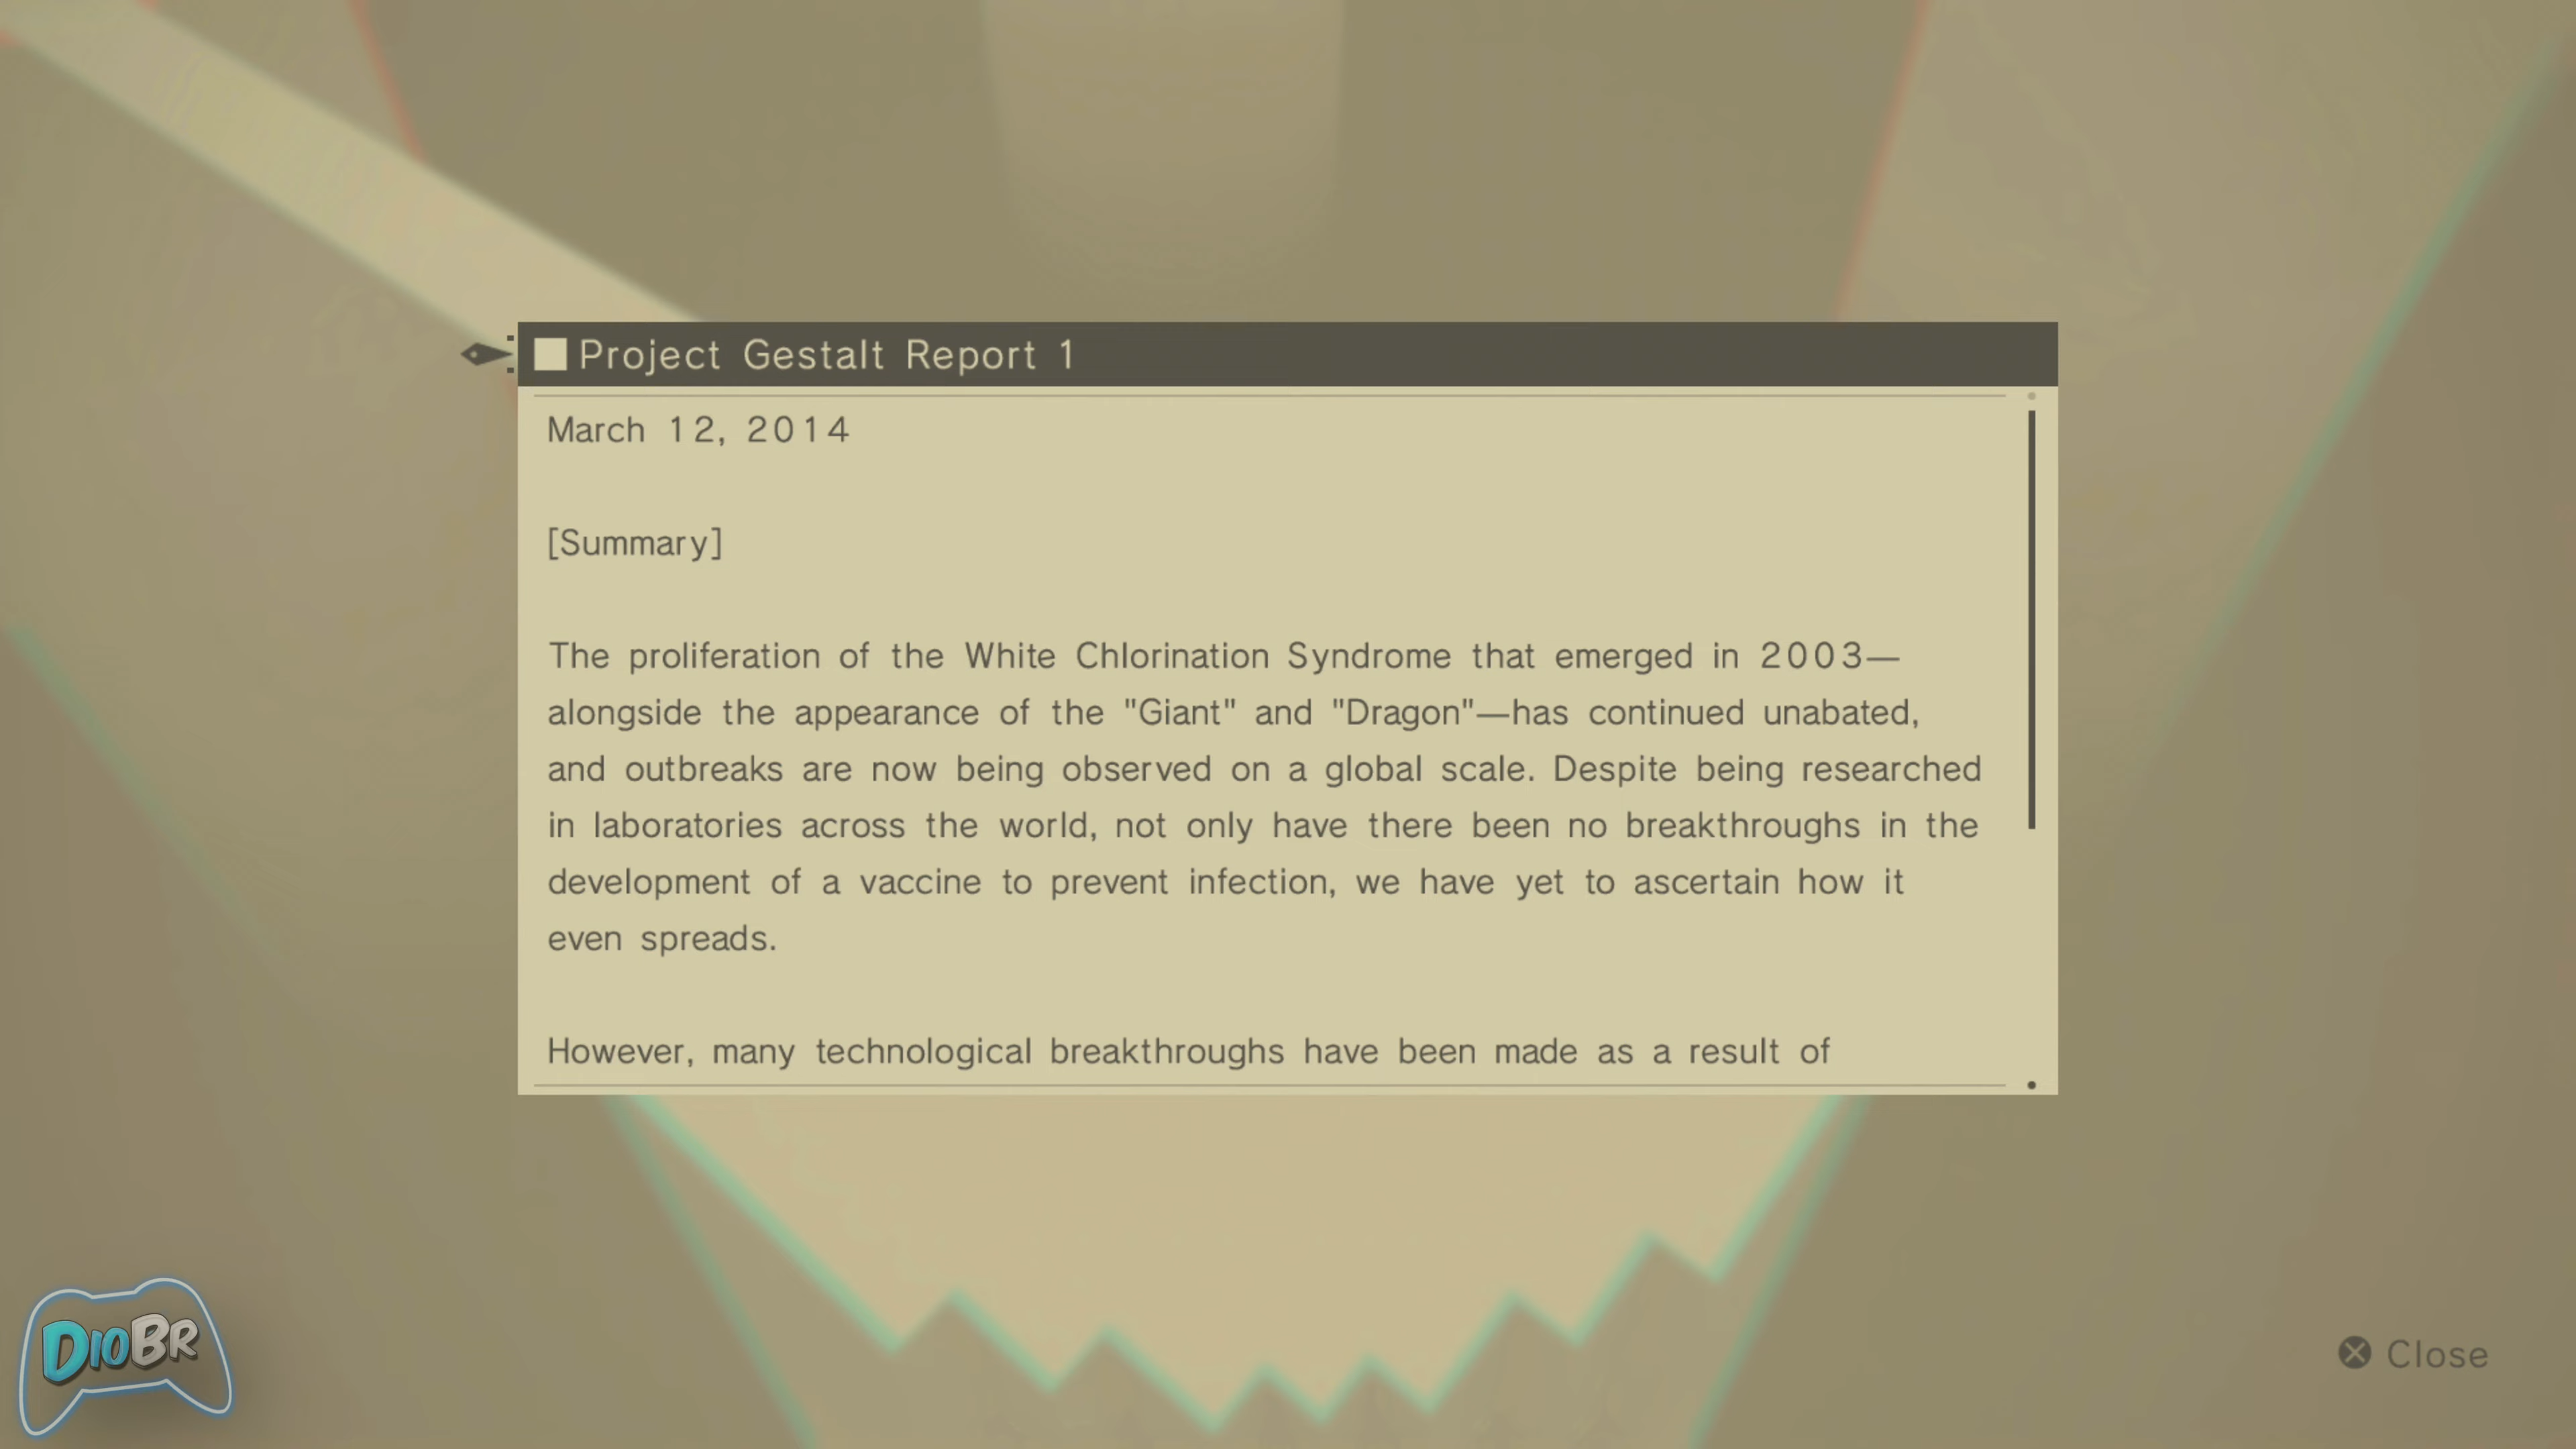 Project Gestalt Report 1
March 12, 2014
[Summary]
The proliferation of the White Chlorination Syndrome that emerged in 2003—
alongside the appearance of the "Giant" and "Dragon"—has continued unabated,
and outbreaks are now being observed on a global scale. Despite being researched
in laboratories across the world, not only have there been no breakthroughs in the
development of a vaccine to prevent infection, we have yet to ascertain how it
even spreads.
However, many technological breakthroughs have been made as a result of
DIOBR
Close